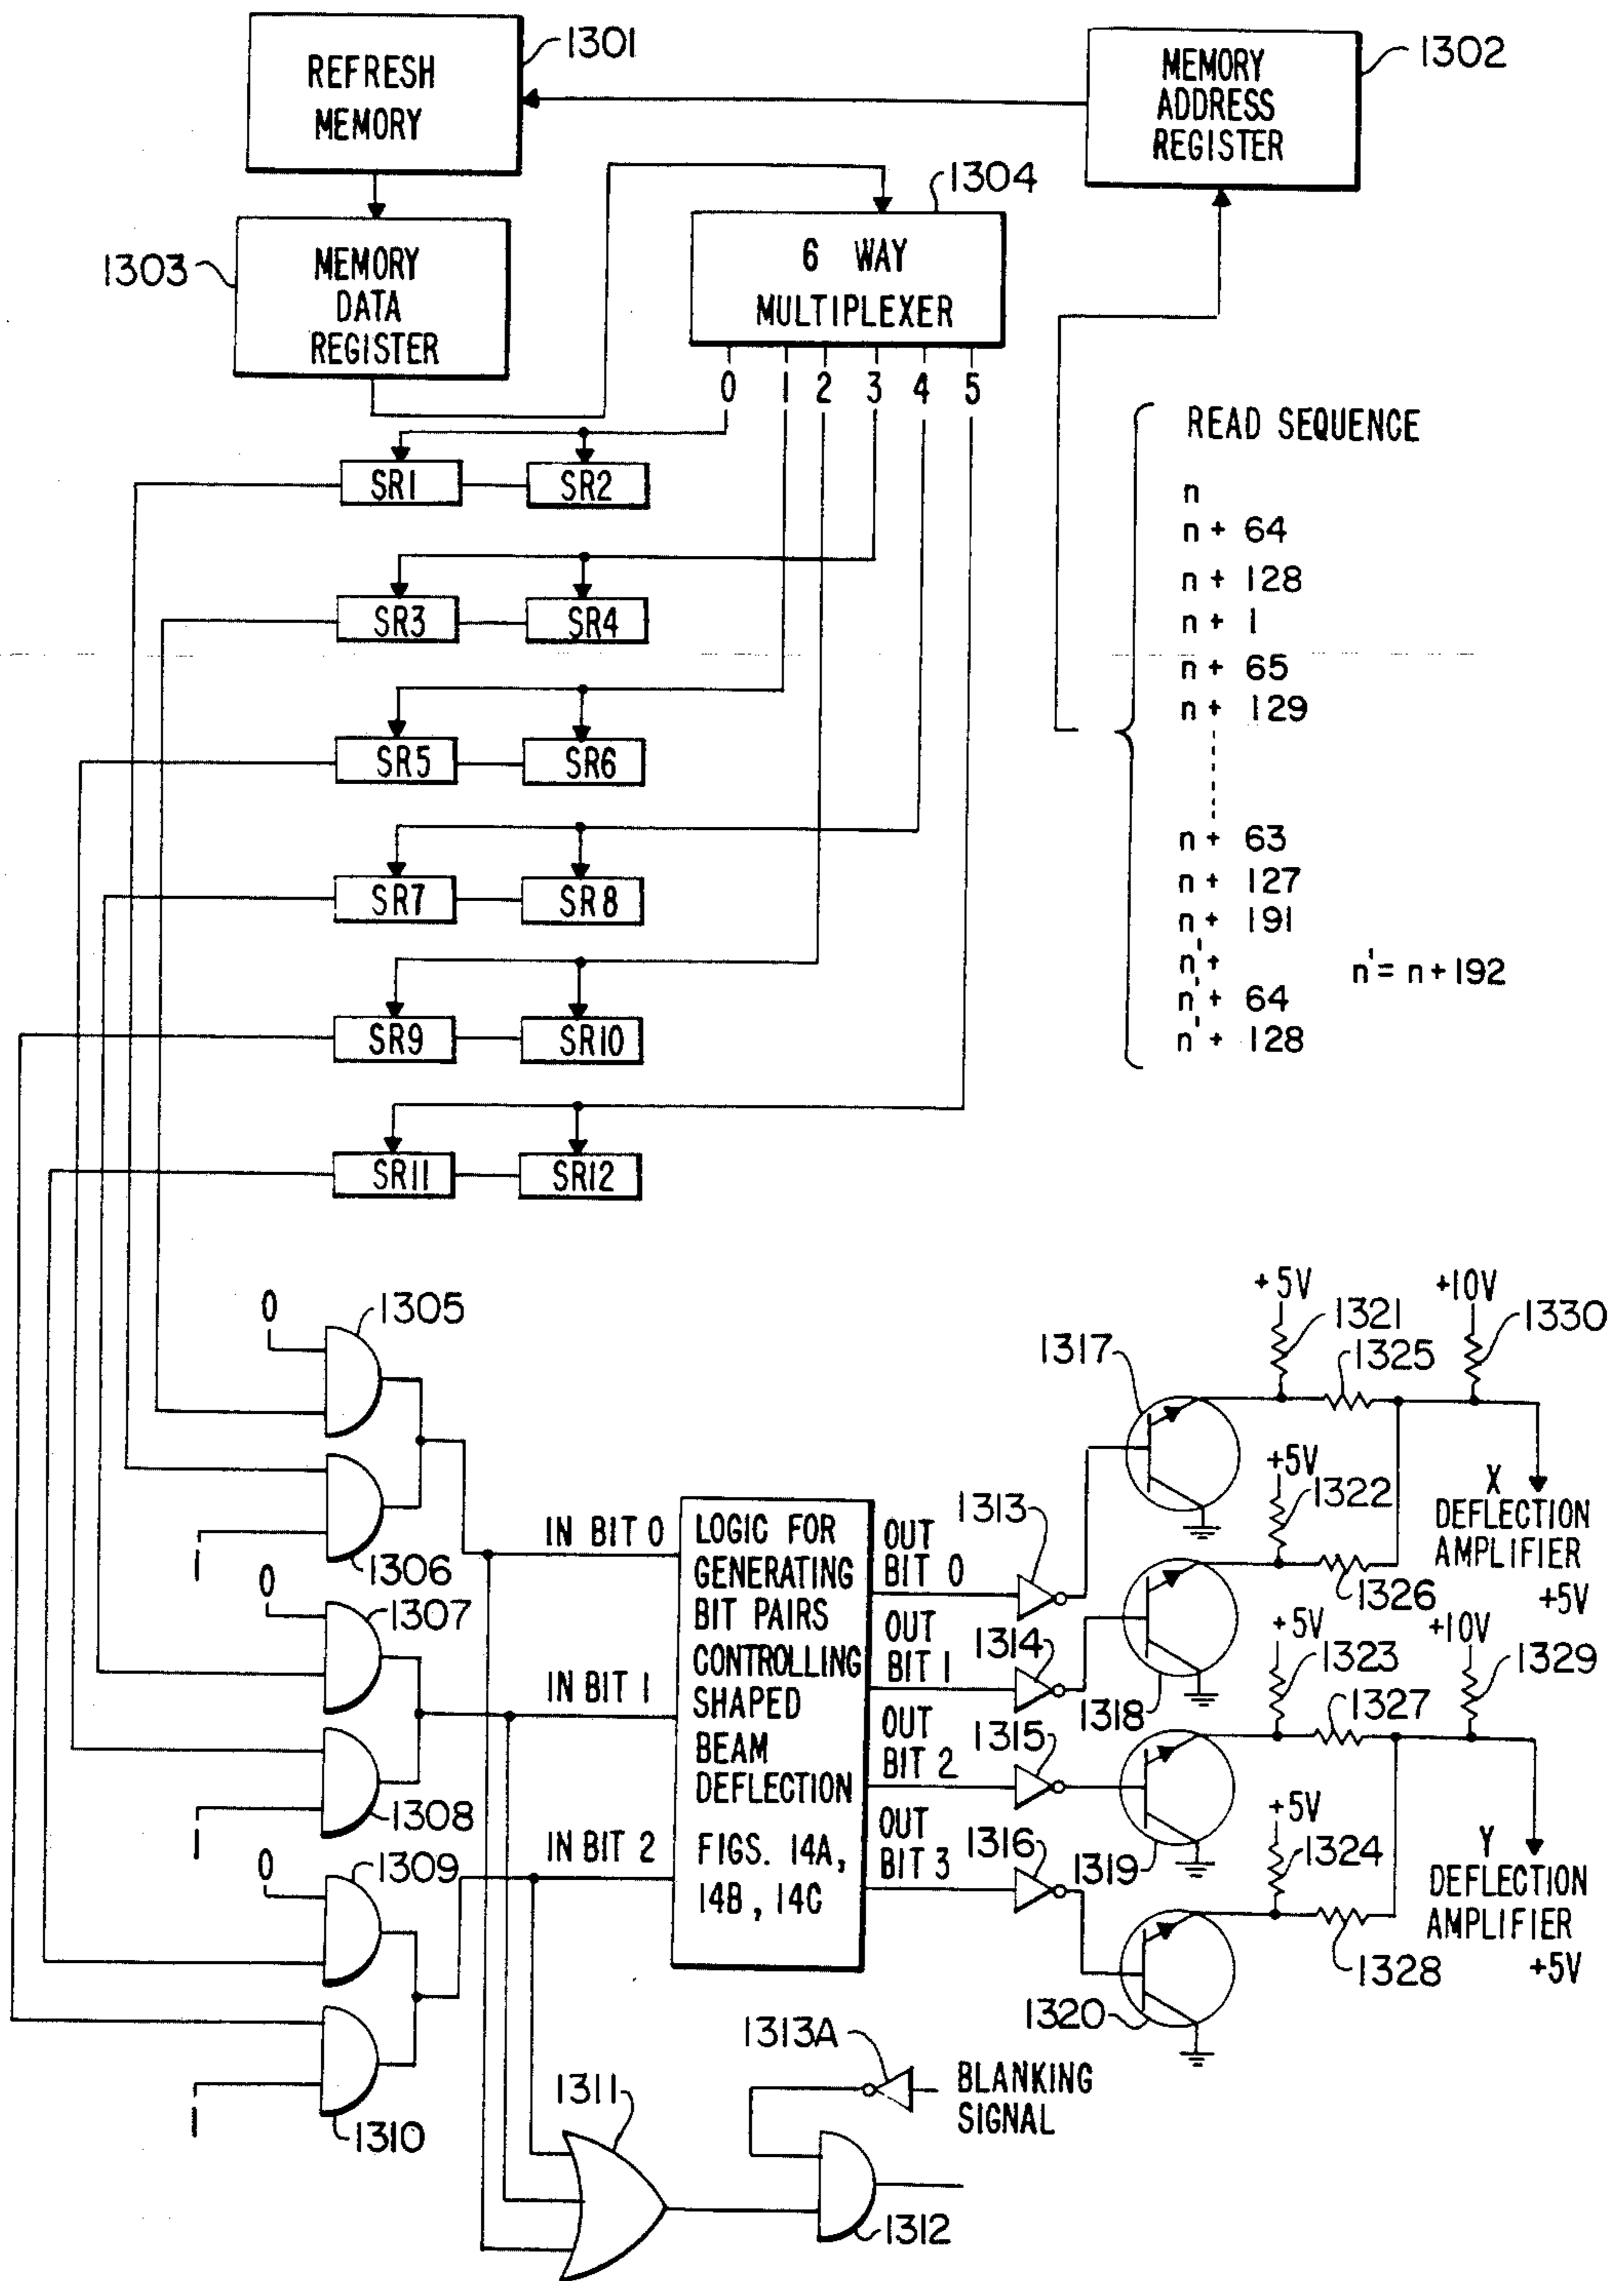 REFRESH
MEMORY
1301
MEMORY
ADDRESS
REGISTER
1302
1303
MEMORY
DATA
REGISTER
1304
6 WAY
MULTIPLEXER
0 1 2 3 4 5
SR1 SR2
SR3 SR4
SR5 SR6
SR7 SR8
SR9 SR10
SR11 SR12
READ SEQUENCE
n
n + 64
n + 128
n + 1
n + 65
n + 129
n + 63
n + 127
n + 191
n' +
n' + 64
n' + 128
n' = n + 192
0
1305
1
1306
0
1307
1
1308
0
1309
1
1310
IN BIT 0
IN BIT 1
IN BIT 2
LOGIC FOR
GENERATING
BIT PAIRS
CONTROLLING
SHAPED
BEAM
DEFLECTION
FIGS. 14A,
14B, 14C
OUT
BIT 0
OUT
BIT 1
OUT
BIT 2
OUT
BIT 3
1313
1314
1315
1316
1317
1318
1319
1320
+5V
1321
1325
+10V
1330
+5V
1322
1326
X
DEFLECTION
AMPLIFIER
+5V
+5V
1323
1327
+10V
1329
+5V
1324
1328
Y
DEFLECTION
AMPLIFIER
+5V
1311
1313A
BLANKING
SIGNAL
1312